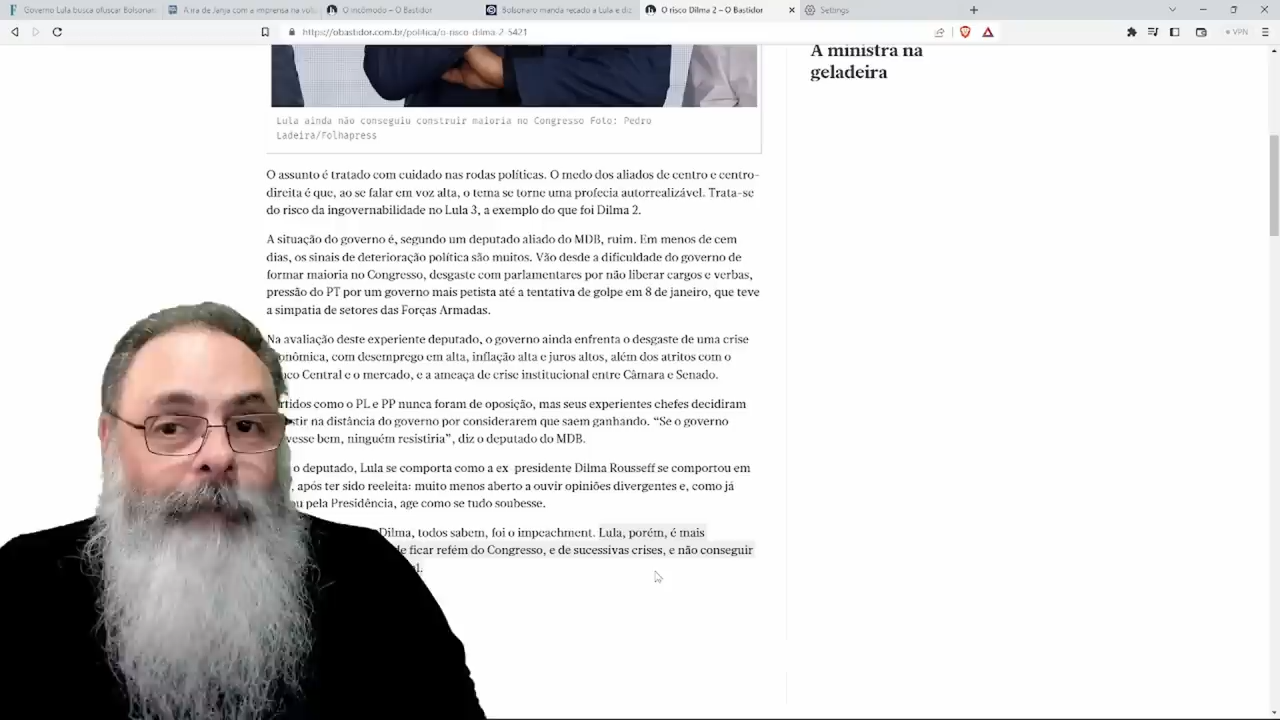 Governo Lula busca ofuscar Bolsonar
A ira de Janja com a imprensa na vul
O incômodo – O Bastidor
Bolsonaro manda recado a Lula e diz
O risco Dilma 2 – O Bastidor
Settings
https://obastidor.com.br/politica/o-risco-dilma-2-5421
VPN
A ministra na
geladeira
Lula ainda não conseguiu construir maioria no Congresso Foto: Pedro
Ladeira/Folhapress
O assunto é tratado com cuidado nas rodas políticas. O medo dos aliados de centro e centro-
direita é que, ao se falar em voz alta, o tema se torne uma profecia autorrealizável. Trata-se
do risco da ingovernabilidade no Lula 3, a exemplo do que foi Dilma 2.
A situação do governo é, segundo um deputado aliado do MDB, ruim. Em menos de cem
dias, os sinais de deterioração política são muitos. Vão desde a dificuldade do governo de
formar maioria no Congresso, desgaste com parlamentares por não liberar cargos e verbas,
pressão do PT por um governo mais petista até a tentativa de golpe em 8 de janeiro, que teve
a simpatia de setores das Forças Armadas.
Na avaliação deste experiente deputado, o governo ainda enfrenta o desgaste de uma crise
onômica, com desemprego em alta, inflação alta e juros altos, além dos atritos com o
nco Central e o mercado, e a ameaça de crise institucional entre Câmara e Senado.
rtidos como o PL e PP nunca foram de oposição, mas seus experientes chefes decidiram
stir na distância do governo por considerarem que saem ganhando. “Se o governo
vesse bem, ninguém resistiria”, diz o deputado do MDB.
o deputado, Lula se comporta como a ex presidente Dilma Rousseff se comportou em
, após ter sido reeleita: muito menos aberto a ouvir opiniões divergentes e, como já
ou pela Presidência, age como se tudo soubesse.
Dilma, todos sabem, foi o impeachment. Lula, porém, é mais
e ficar refém do Congresso, e de sucessivas crises, e não conseguir